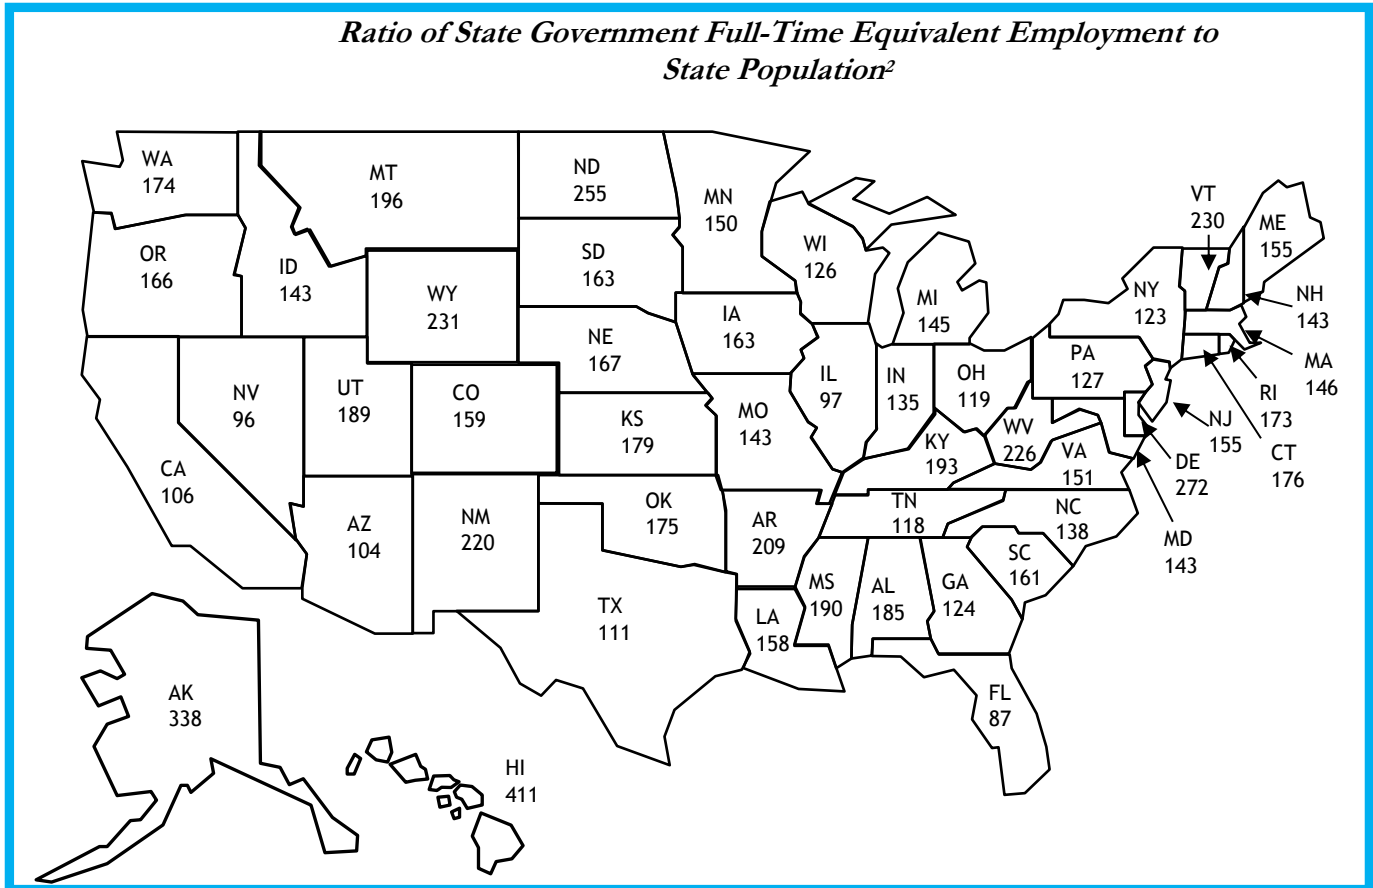 Ratio of State Government Full-Time Equivalent Employment to
State Population²
WA
174
MT
196
ND
255
MN
150
VT
230
ME
155
OR
166
ID
143
SD
163
WI
126
WY
231
MI
145
NY
123
NH
143
IA
163
NE
167
PA
127
MA
146
NV
96
UT
189
CO
159
IL
97
IN
135
OH
119
RI
173
MO
143
KS
179
WV
226
NJ
155
KY
193
VA
151
CT
176
DE
272
CA
106
OK
175
TN
118
NC
138
AZ
104
NM
220
AR
209
MD
143
SC
161
MS
190
AL
185
GA
124
TX
111
LA
158
AK
338
FL
87
HI
411